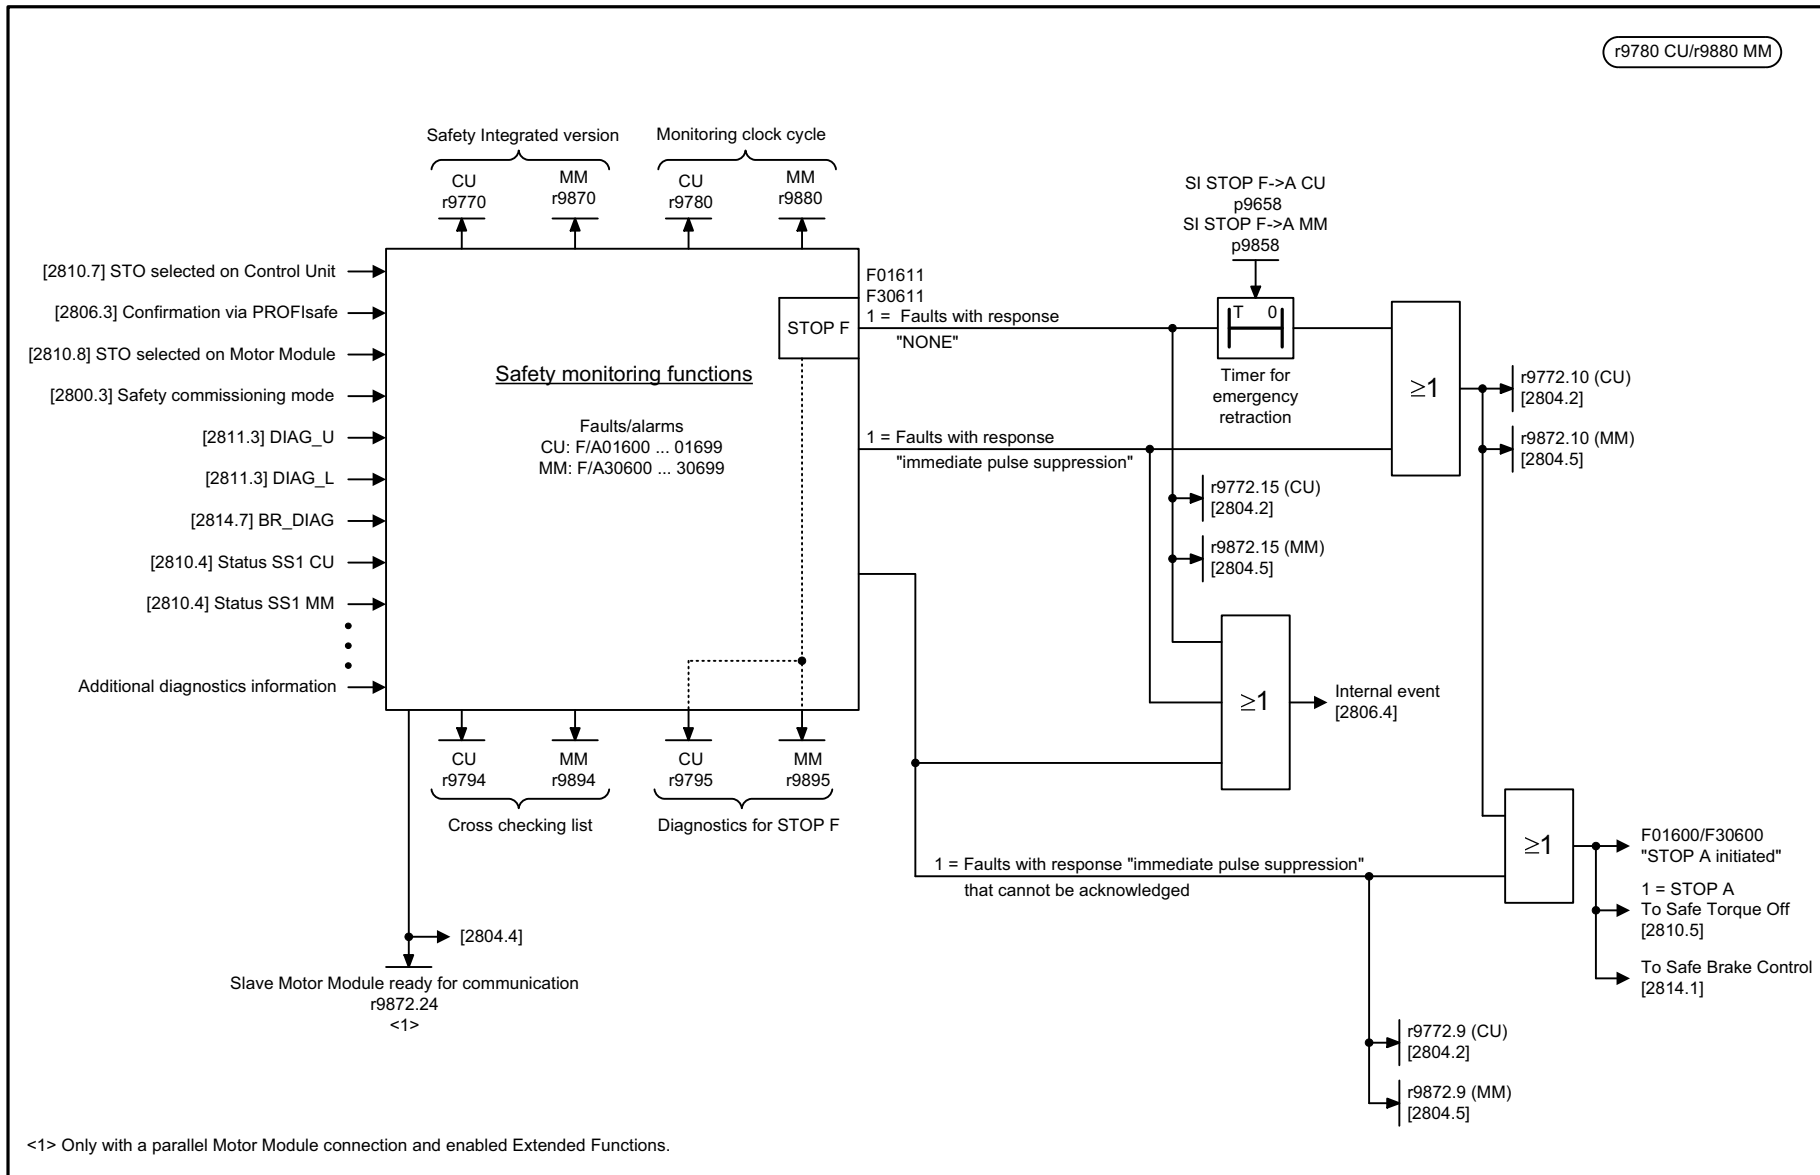 r9780 CU/r9880 MM
Safety Integrated version
Monitoring clock cycle
CU
r9770
MM
r9870
CU
r9780
MM
r9880
SI STOP F->A CU
p9658
SI STOP F->A MM
p9858
[2810.7] STO selected on Control Unit
[2806.3] Confirmation via PROFIsafe
[2810.8] STO selected on Motor Module
[2800.3] Safety commissioning mode
[2811.3] DIAG_U
[2811.3] DIAG_L
[2814.7] BR_DIAG
[2810.4] Status SS1 CU
[2810.4] Status SS1 MM
Additional diagnostics information
Safety monitoring functions
Faults/alarms
CU: F/A01600 ... 01699
MM: F/A30600 ... 30699
STOP F
F01611
F30611
1 = Faults with response
"NONE"
T 0
Timer for
emergency
retraction
≥1
r9772.10 (CU)
[2804.2]
r9872.10 (MM)
[2804.5]
1 = Faults with response
"immediate pulse suppression"
r9772.15 (CU)
[2804.2]
r9872.15 (MM)
[2804.5]
≥1
Internal event
[2806.4]
CU
r9794
MM
r9894
CU
r9795
MM
r9895
Cross checking list
Diagnostics for STOP F
1 = Faults with response "immediate pulse suppression"
that cannot be acknowledged
≥1
F01600/F30600
"STOP A initiated"
1 = STOP A
To Safe Torque Off
[2810.5]
To Safe Brake Control
[2814.1]
[2804.4]
Slave Motor Module ready for communication
r9872.24
<1>
r9772.9 (CU)
[2804.2]
r9872.9 (MM)
[2804.5]
<1> Only with a parallel Motor Module connection and enabled Extended Functions.